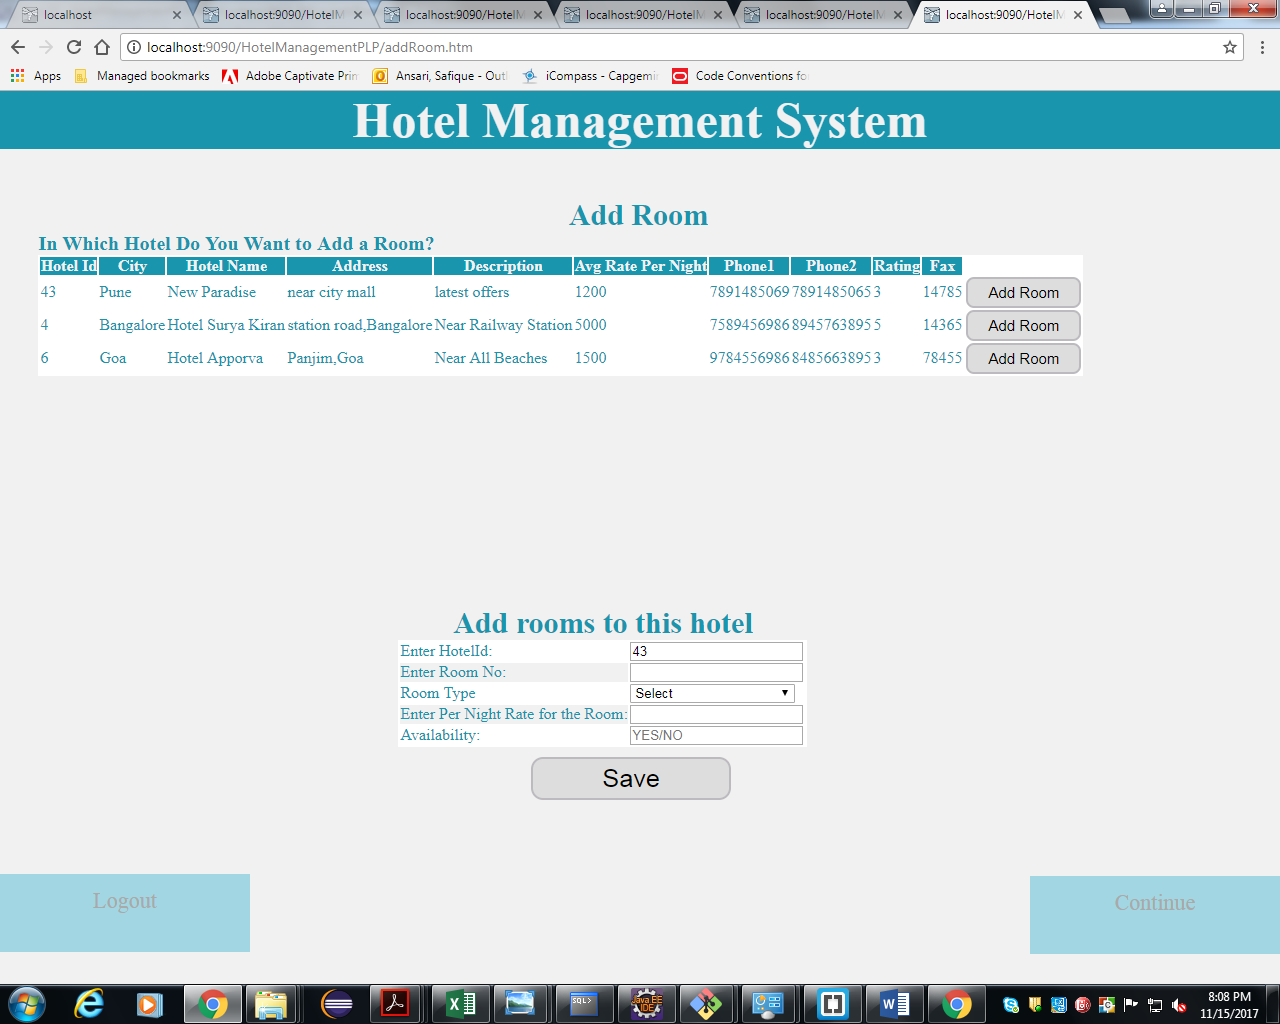 localhost localhost:9090/HotelM localhost:9090/HotelM localhost:9090/HotelM localhost:9090/HotelM localhost:9090/HotelM
localhost:9090/HotelManagementPLP/addRoom.htm
Apps Managed bookmarks Adobe Captivate Prim Ansari, Safique - Outl iCompass - Capgemin Code Conventions fo
Hotel Management System
Add Room
In Which Hotel Do You Want to Add a Room?
Hotel Id City Hotel Name Address Description Avg Rate Per Night Phone1 Phone2 Rating Fax
43 Pune New Paradise near city mall latest offers 1200 7891485069 7891485065 3 14785 Add Room
4 Bangalore Hotel Surya Kiran station road,Bangalore Near Railway Station 5000 7589456986 8945763895 5 14365 Add Room
6 Goa Hotel Apporva Panjim,Goa Near All Beaches 1500 9784556986 8485663895 3 78455 Add Room
Add rooms to this hotel
Enter HotelId: 43
Enter Room No:
Room Type Select
Enter Per Night Rate for the Room:
Availability: YES/NO
Save
Logout
Continue
SQL>
Java EE
IDE
8:08 PM
11/15/2017